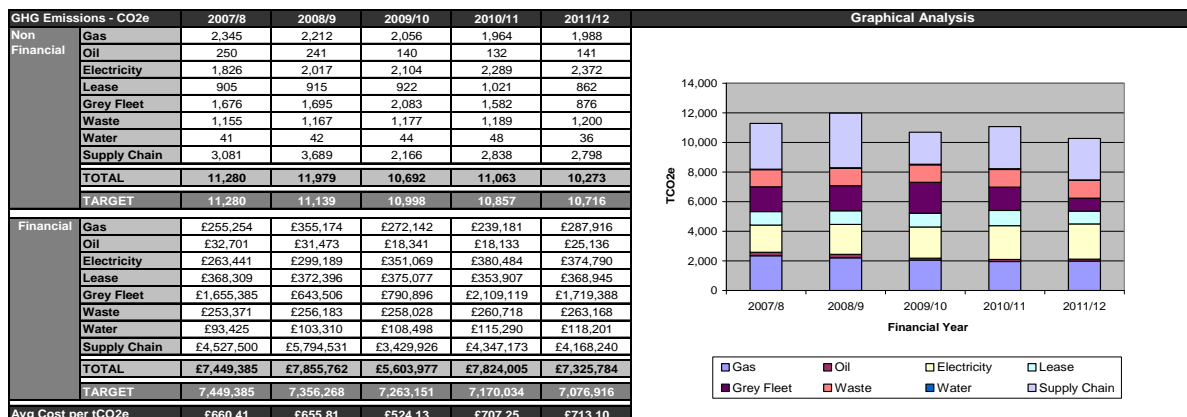 GHG Emissions - CO2e 2007/8 2008/9 2009/10 2010/11 2011/12
Non Financial Gas 2,345 2,212 2,056 1,964 1,988
Oil 250 241 140 132 141
Electricity 1,826 2,017 2,104 2,289 2,372
Lease 905 915 922 1,021 862
Grey Fleet 1,676 1,695 2,083 1,582 876
Waste 1,155 1,167 1,177 1,189 1,200
Water 41 42 44 48 36
Supply Chain 3,081 3,689 2,166 2,838 2,798
TOTAL 11,280 11,979 10,692 11,063 10,273
TARGET 11,280 11,139 10,998 10,857 10,716
Financial Gas £255,254 £355,174 £272,142 £239,181 £287,916
Oil £32,701 £31,473 £18,341 £18,133 £25,136
Electricity £263,441 £299,189 £351,069 £380,484 £374,790
Lease £368,309 £372,396 £375,077 £353,907 £368,945
Grey Fleet £1,655,385 £643,506 £790,896 £2,109,119 £1,719,388
Waste £253,371 £256,183 £258,028 £260,718 £263,168
Water £93,425 £103,310 £108,498 £115,290 £118,201
Supply Chain £4,527,500 £5,794,531 £3,429,926 £4,347,173 £4,168,240
TOTAL £7,449,385 £7,855,762 £5,603,977 £7,824,005 £7,325,784
TARGET 7,449,385 7,356,268 7,263,151 7,170,034 7,076,916
Avg Cost per tCO2e £660.41 £655.81 £524.13 £707.25 £713.10
Graphical Analysis
14,000
12,000
10,000
8,000
6,000
4,000
2,000
0
TCO2e
2007/8 2008/9 2009/10 2010/11 2011/12
Financial Year
Gas Oil Electricity Lease
Grey Fleet Waste Water Supply Chain